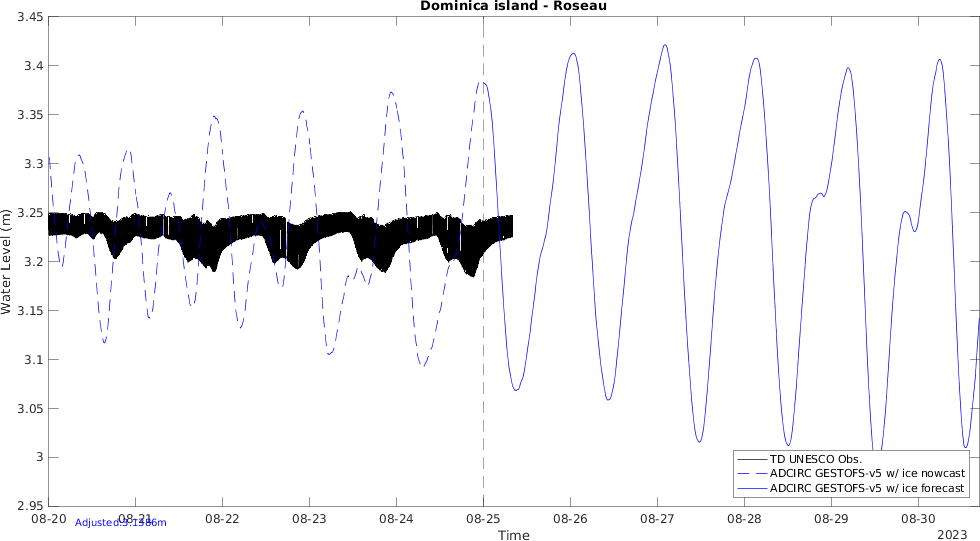 Dominica island - Roseau
3.45
3.4
3.35
3.3
3.25
3.2
3.15
3.1
3.05
3
2.95
Water Level (m)
TD UNESCO Obs.
ADCIRC GESTOFS-v5 w/ ice nowcast
ADCIRC GESTOFS-v5 w/ ice forecast
08-20 08-21 08-22 08-23 08-24 08-25 08-26 08-27 08-28 08-29 08-30
Time
2023